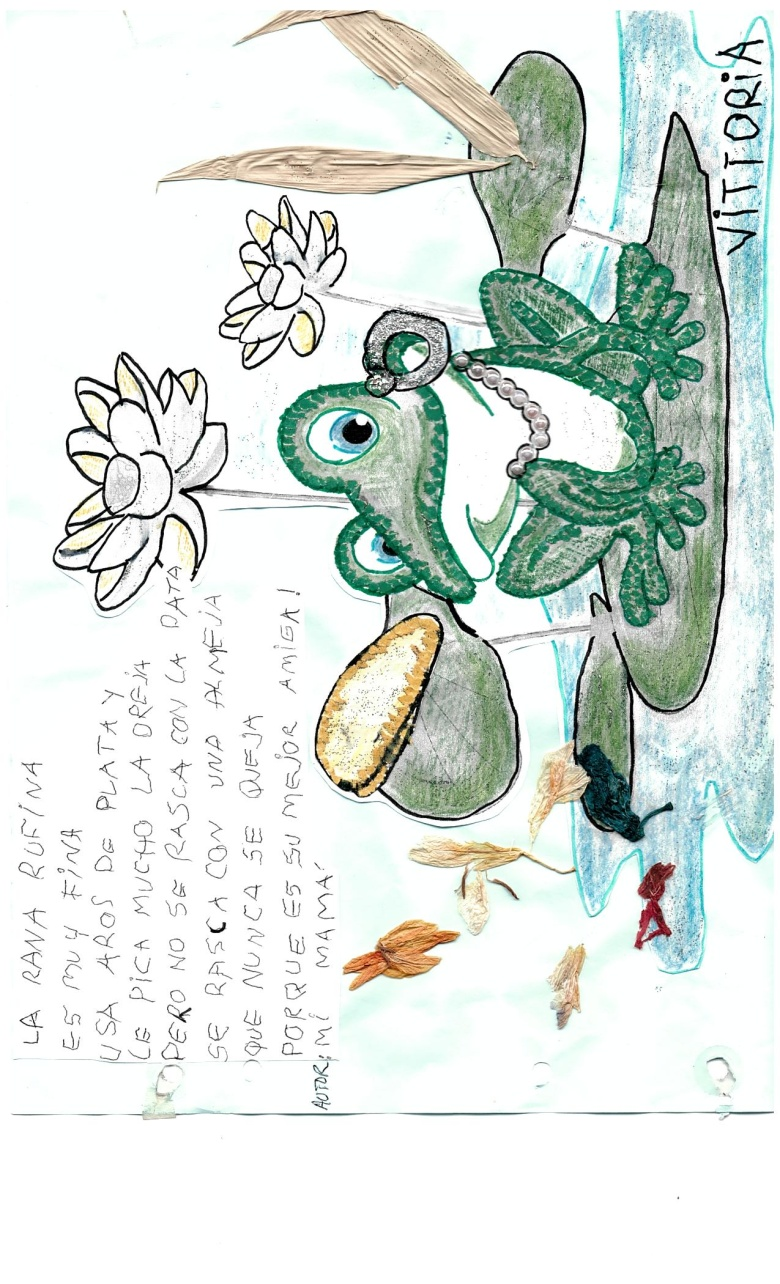 LA RANA RUFINA
ES MUY FINA
USA AROS DE PLATA Y
LE PICA MUCHO LA OREJA
PERO NO SE RASCA CON LA PATA
SE RASCA CON UNA ALMEJA
QUE NUNCA SE QUEJA
PORQUE ES SU MEJOR AMIGA!
AUTOR: MI MAMA!
VITTORIA